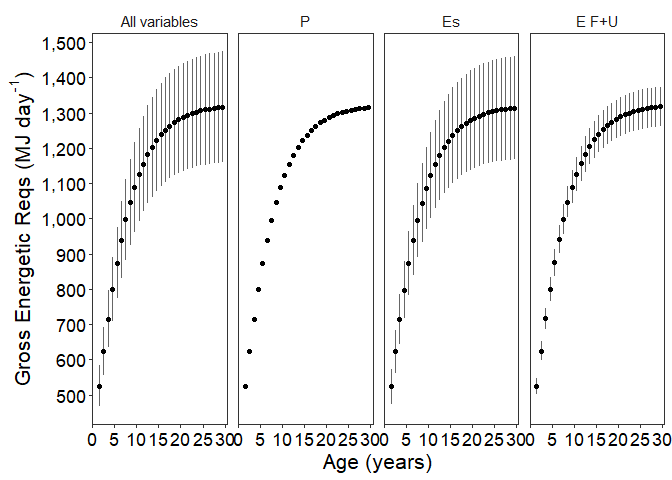 All variables P Es E F+U
Gross Energetic Reqs (MJ day-1)
1,500
1,400
1,300
1,200
1,100
1,000
900
800
700
600
500
0 5 10 15 20 25 30 0 5 10 15 20 25 30 0 5 10 15 20 25 30 0 5 10 15 20 25 30
Age (years)